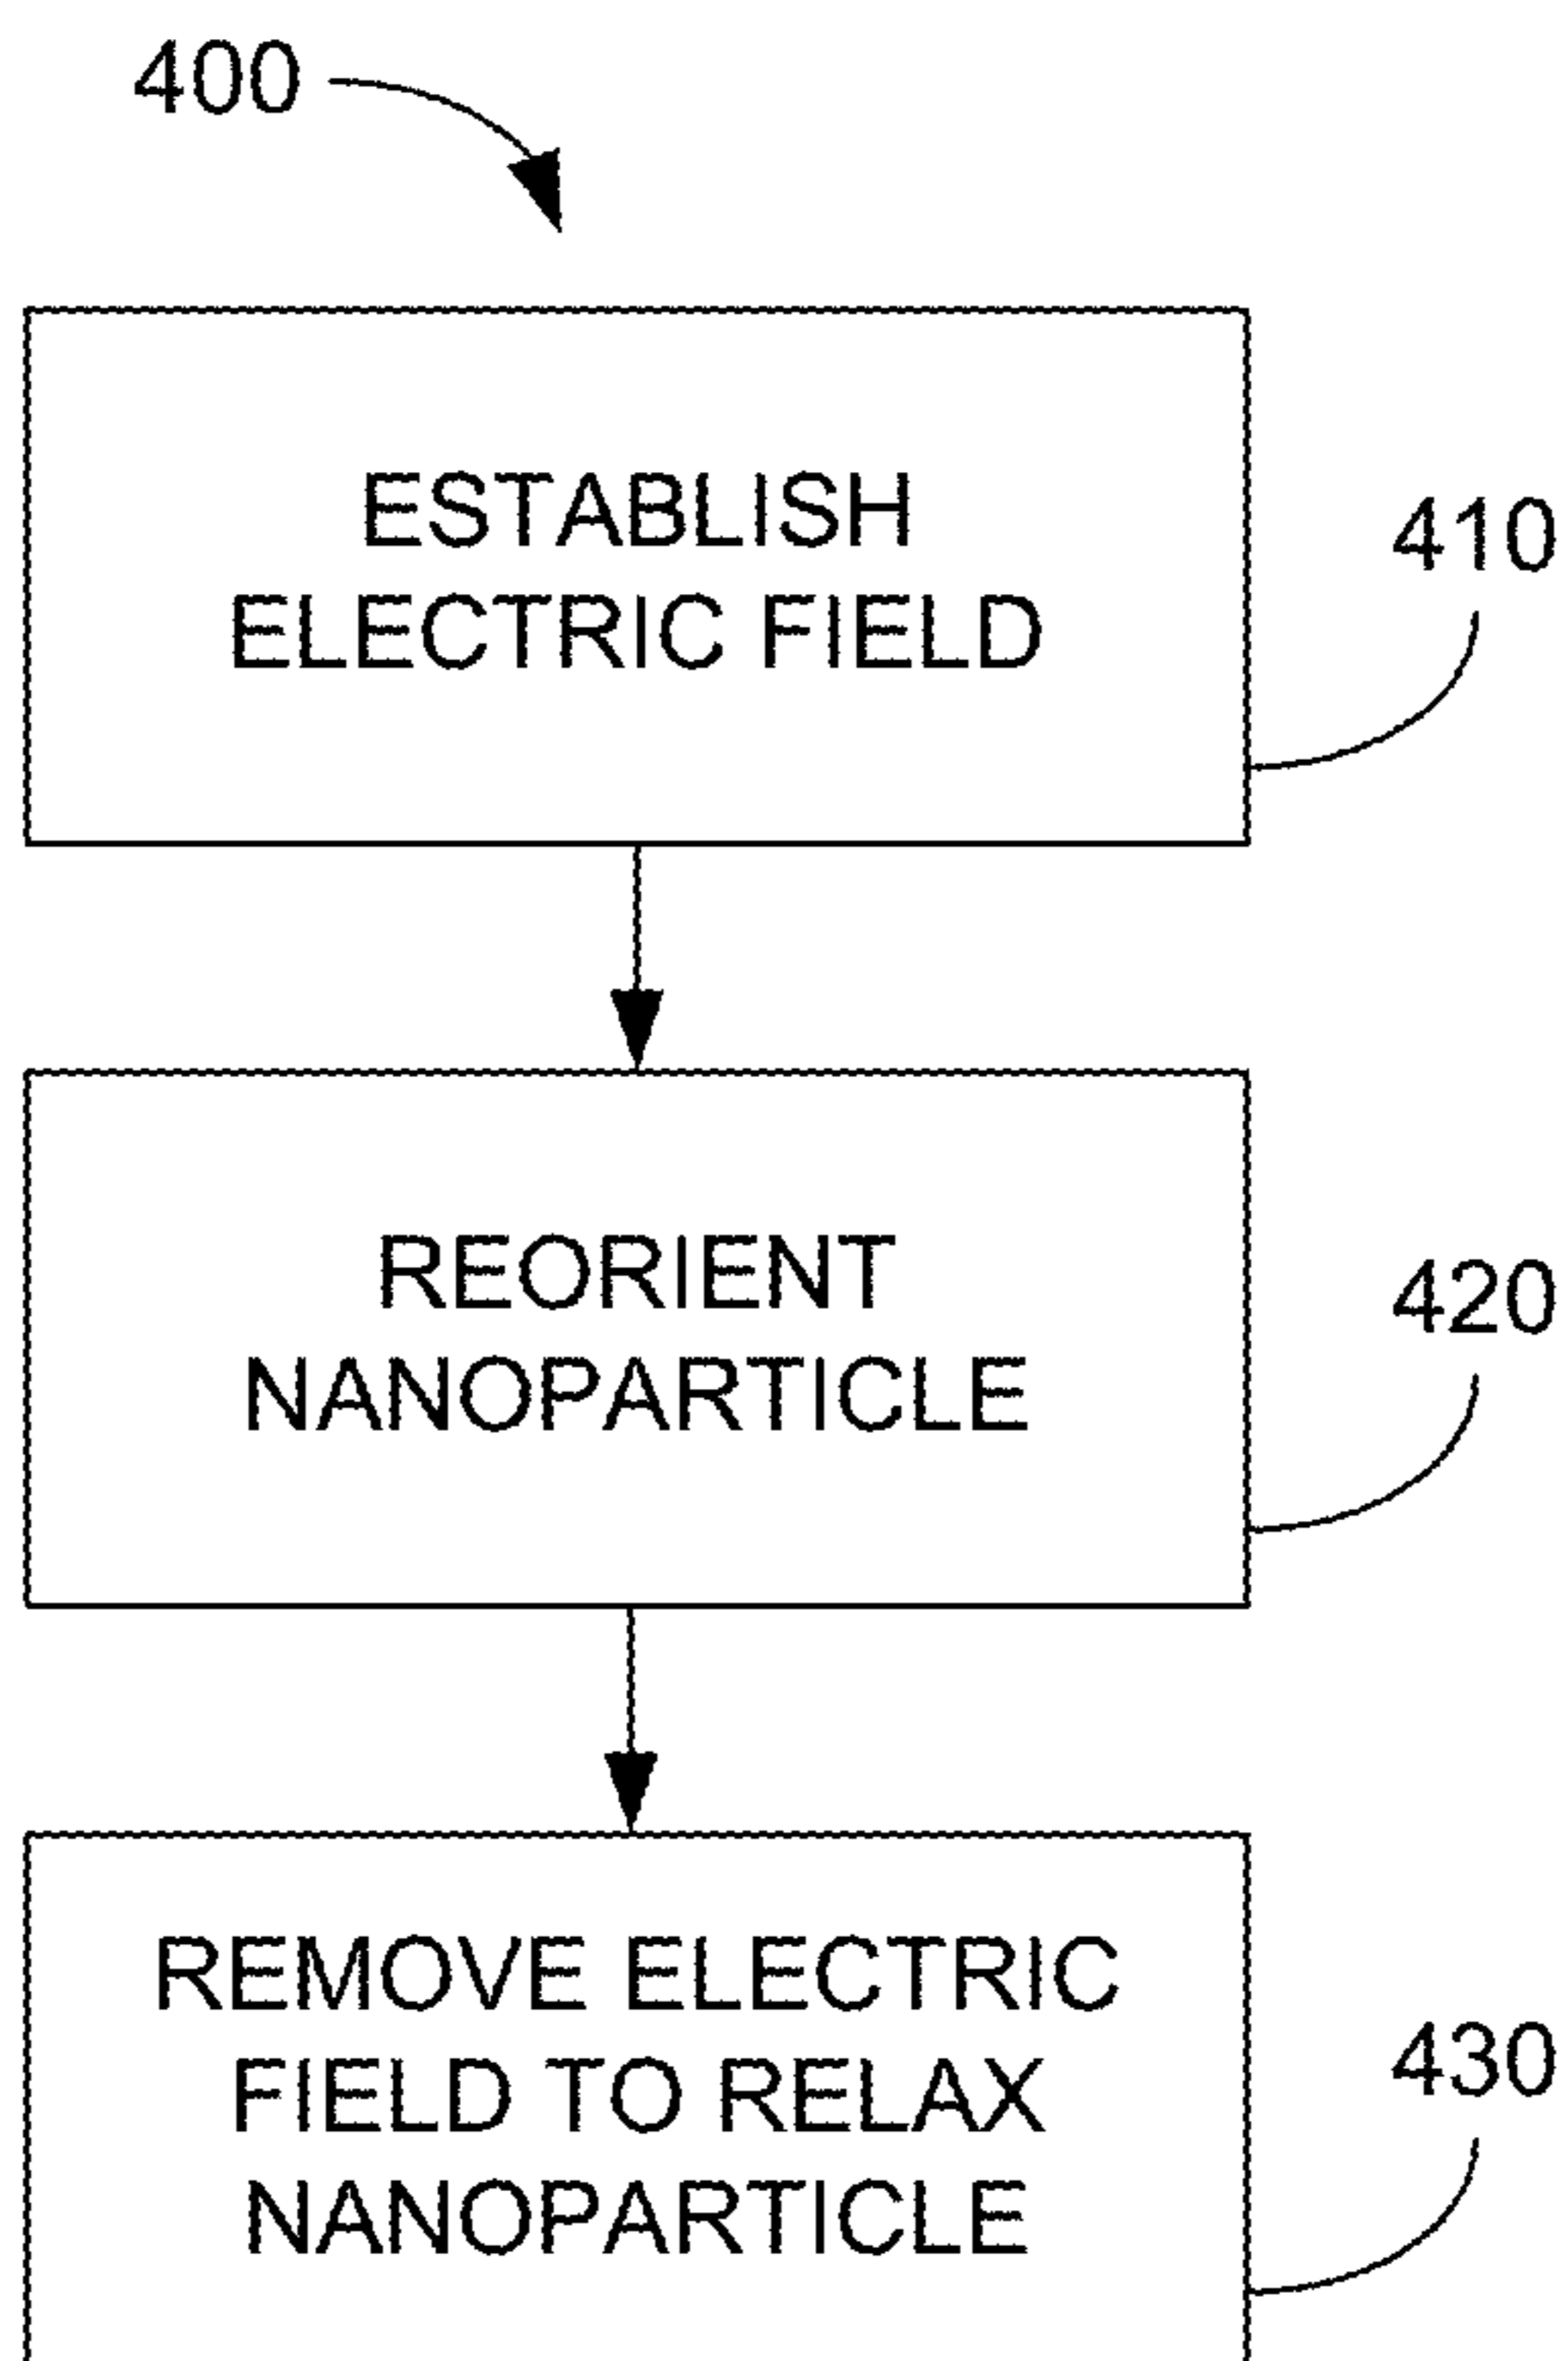 400
ESTABLISH
ELECTRIC FIELD
410
REORIENT
NANOPARTICLE
420
REMOVE ELECTRIC
FIELD TO RELAX
NANOPARTICLE
430